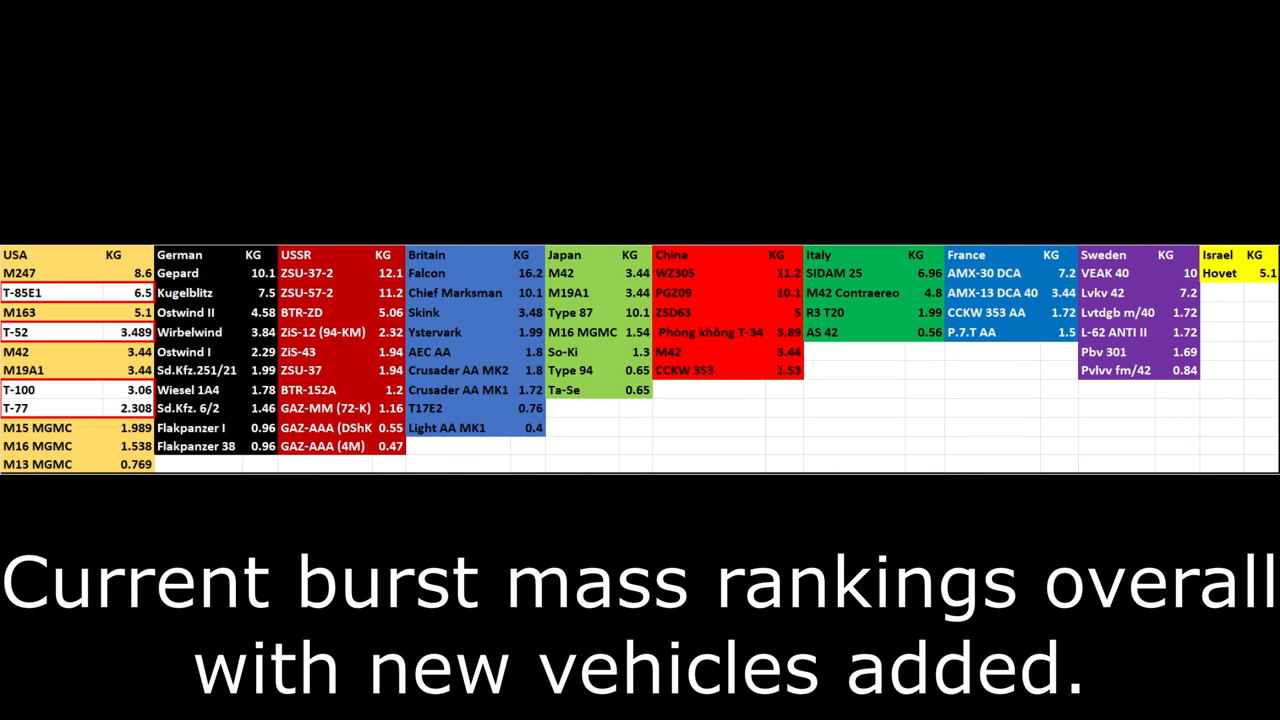 USA KG German KG USSR KG Britain KG Japan KG China KG Italy KG France KG Sweden KG Israel KG
M247 8.6 Gepard 10.1 ZSU-37-2 12.1 Falcon 16.2 M42 3.44 WZ305 11.2 SIDAM 25 6.96 AMX-30 DCA 7.2 VEAK 40 10 Hovet 5.1
T-85E1 6.5 Kugelblitz 7.5 ZSU-57-2 11.2 Chief Marksman 10.1 M19A1 3.44 PGZ09 10.1 M42 Contraereo 4.8 AMX-13 DCA 40 3.44 Lvkv 42 7.2
M163 5.1 Ostwind II 4.58 BTR-ZD 5.06 Skink 3.48 Type 87 10.1 ZSD63 5 R3 T20 1.99 CCKW 353 AA 1.72 Lvtdgb m/40 1.72
T-52 3.489 Wirbelwind 3.84 ZiS-12 (94-KM) 2.32 Ystervark 1.99 M16 MGMC 1.54 Phòng không T-34 3.89 AS 42 0.56 P.7.T AA 1.5 L-62 ANTI II 1.72
M42 3.44 Ostwind I 2.29 ZiS-43 1.94 AEC AA 1.8 So-Ki 1.3 M42 3.44 Pbv 301 1.69
M19A1 3.44 Sd.Kfz.251/21 1.99 ZSU-37 1.94 Crusader AA MK2 1.8 Type 94 0.65 CCKW 353 1.53 Pvlvv fm/42 0.84
T-100 3.06 Wiesel 1A4 1.78 BTR-152A 1.2 Crusader AA MK1 1.72 Ta-Se 0.65
T-77 2.308 Sd.Kfz. 6/2 1.46 GAZ-MM (72-K) 1.16 T17E2 0.76
M15 MGMC 1.989 Flakpanzer I 0.96 GAZ-AAA (DShK 0.55 Light AA MK1 0.4
M16 MGMC 1.538 Flakpanzer 38 0.96 GAZ-AAA (4M) 0.47
M13 MGMC 0.769
Current burst mass rankings overall
with new vehicles added.